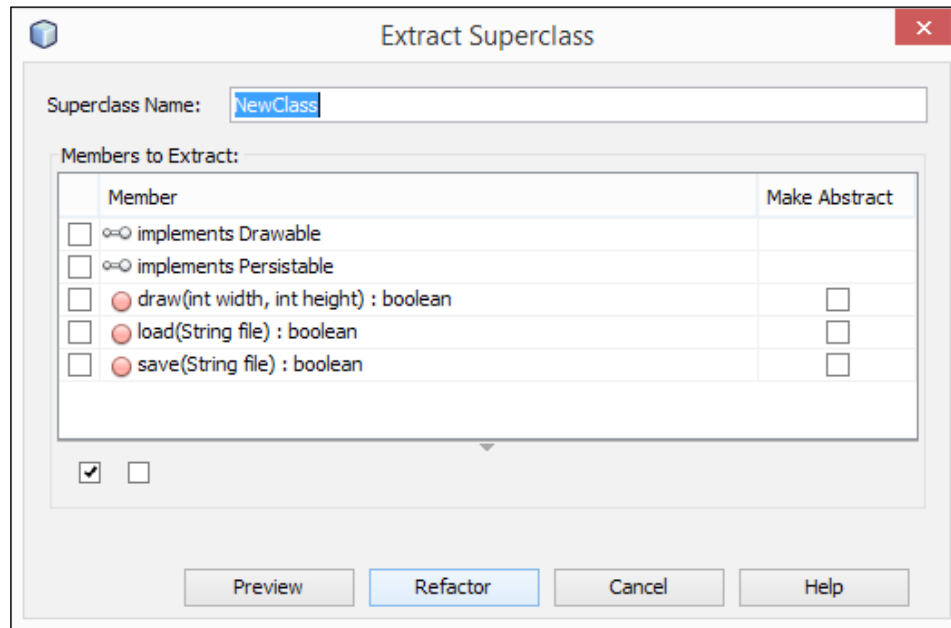 Extract Superclass
Superclass Name: NewClass
Members to Extract:
Member Make Abstract
implements Drawable
implements Persistable
draw(int width, int height) : boolean
load(String file) : boolean
save(String file) : boolean
Preview Refactor Cancel Help